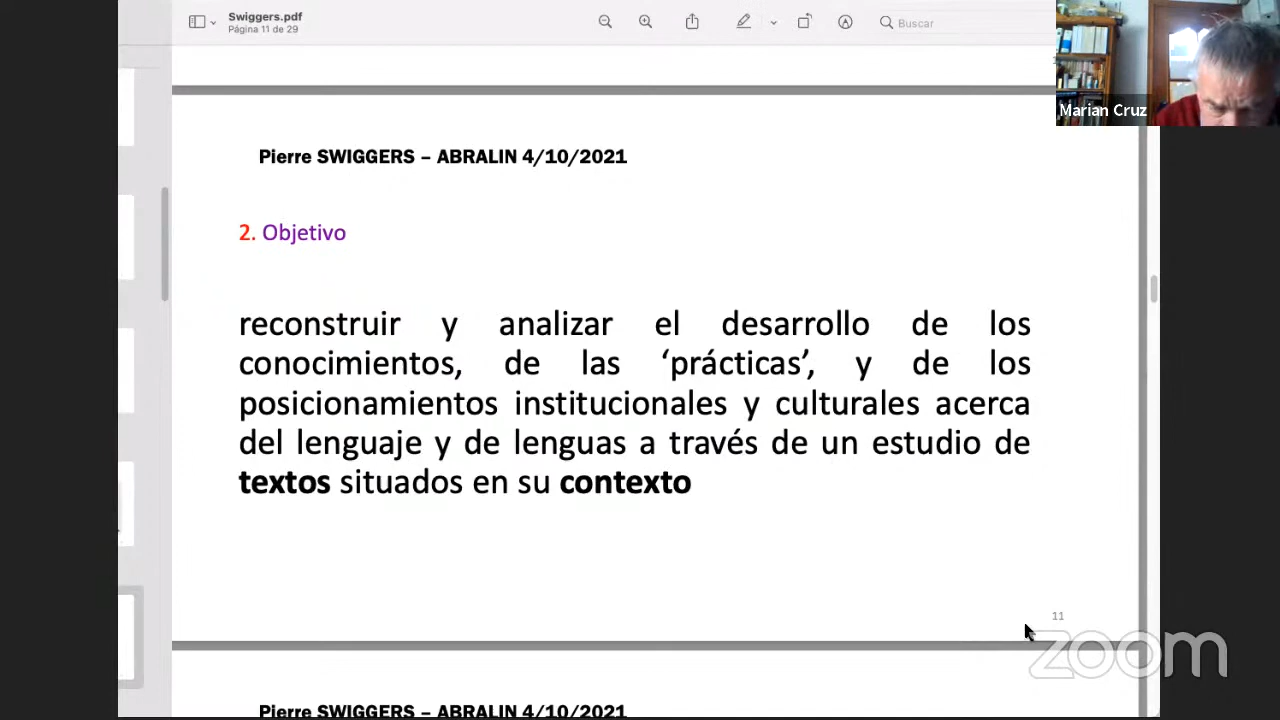 Swiggers.pdf
Página 11 de 29
Buscar
Marian Cruz
Pierre SWIGGERS – ABRALIN 4/10/2021
2. Objetivo
reconstruir y analizar el desarrollo de los
conocimientos, de las ‘prácticas’, y de los
posicionamientos institucionales y culturales acerca
del lenguaje y de lenguas a través de un estudio de
textos situados en su contexto
11
zoom
Pierre SWIGGERS – ABRALIN 4/10/2021